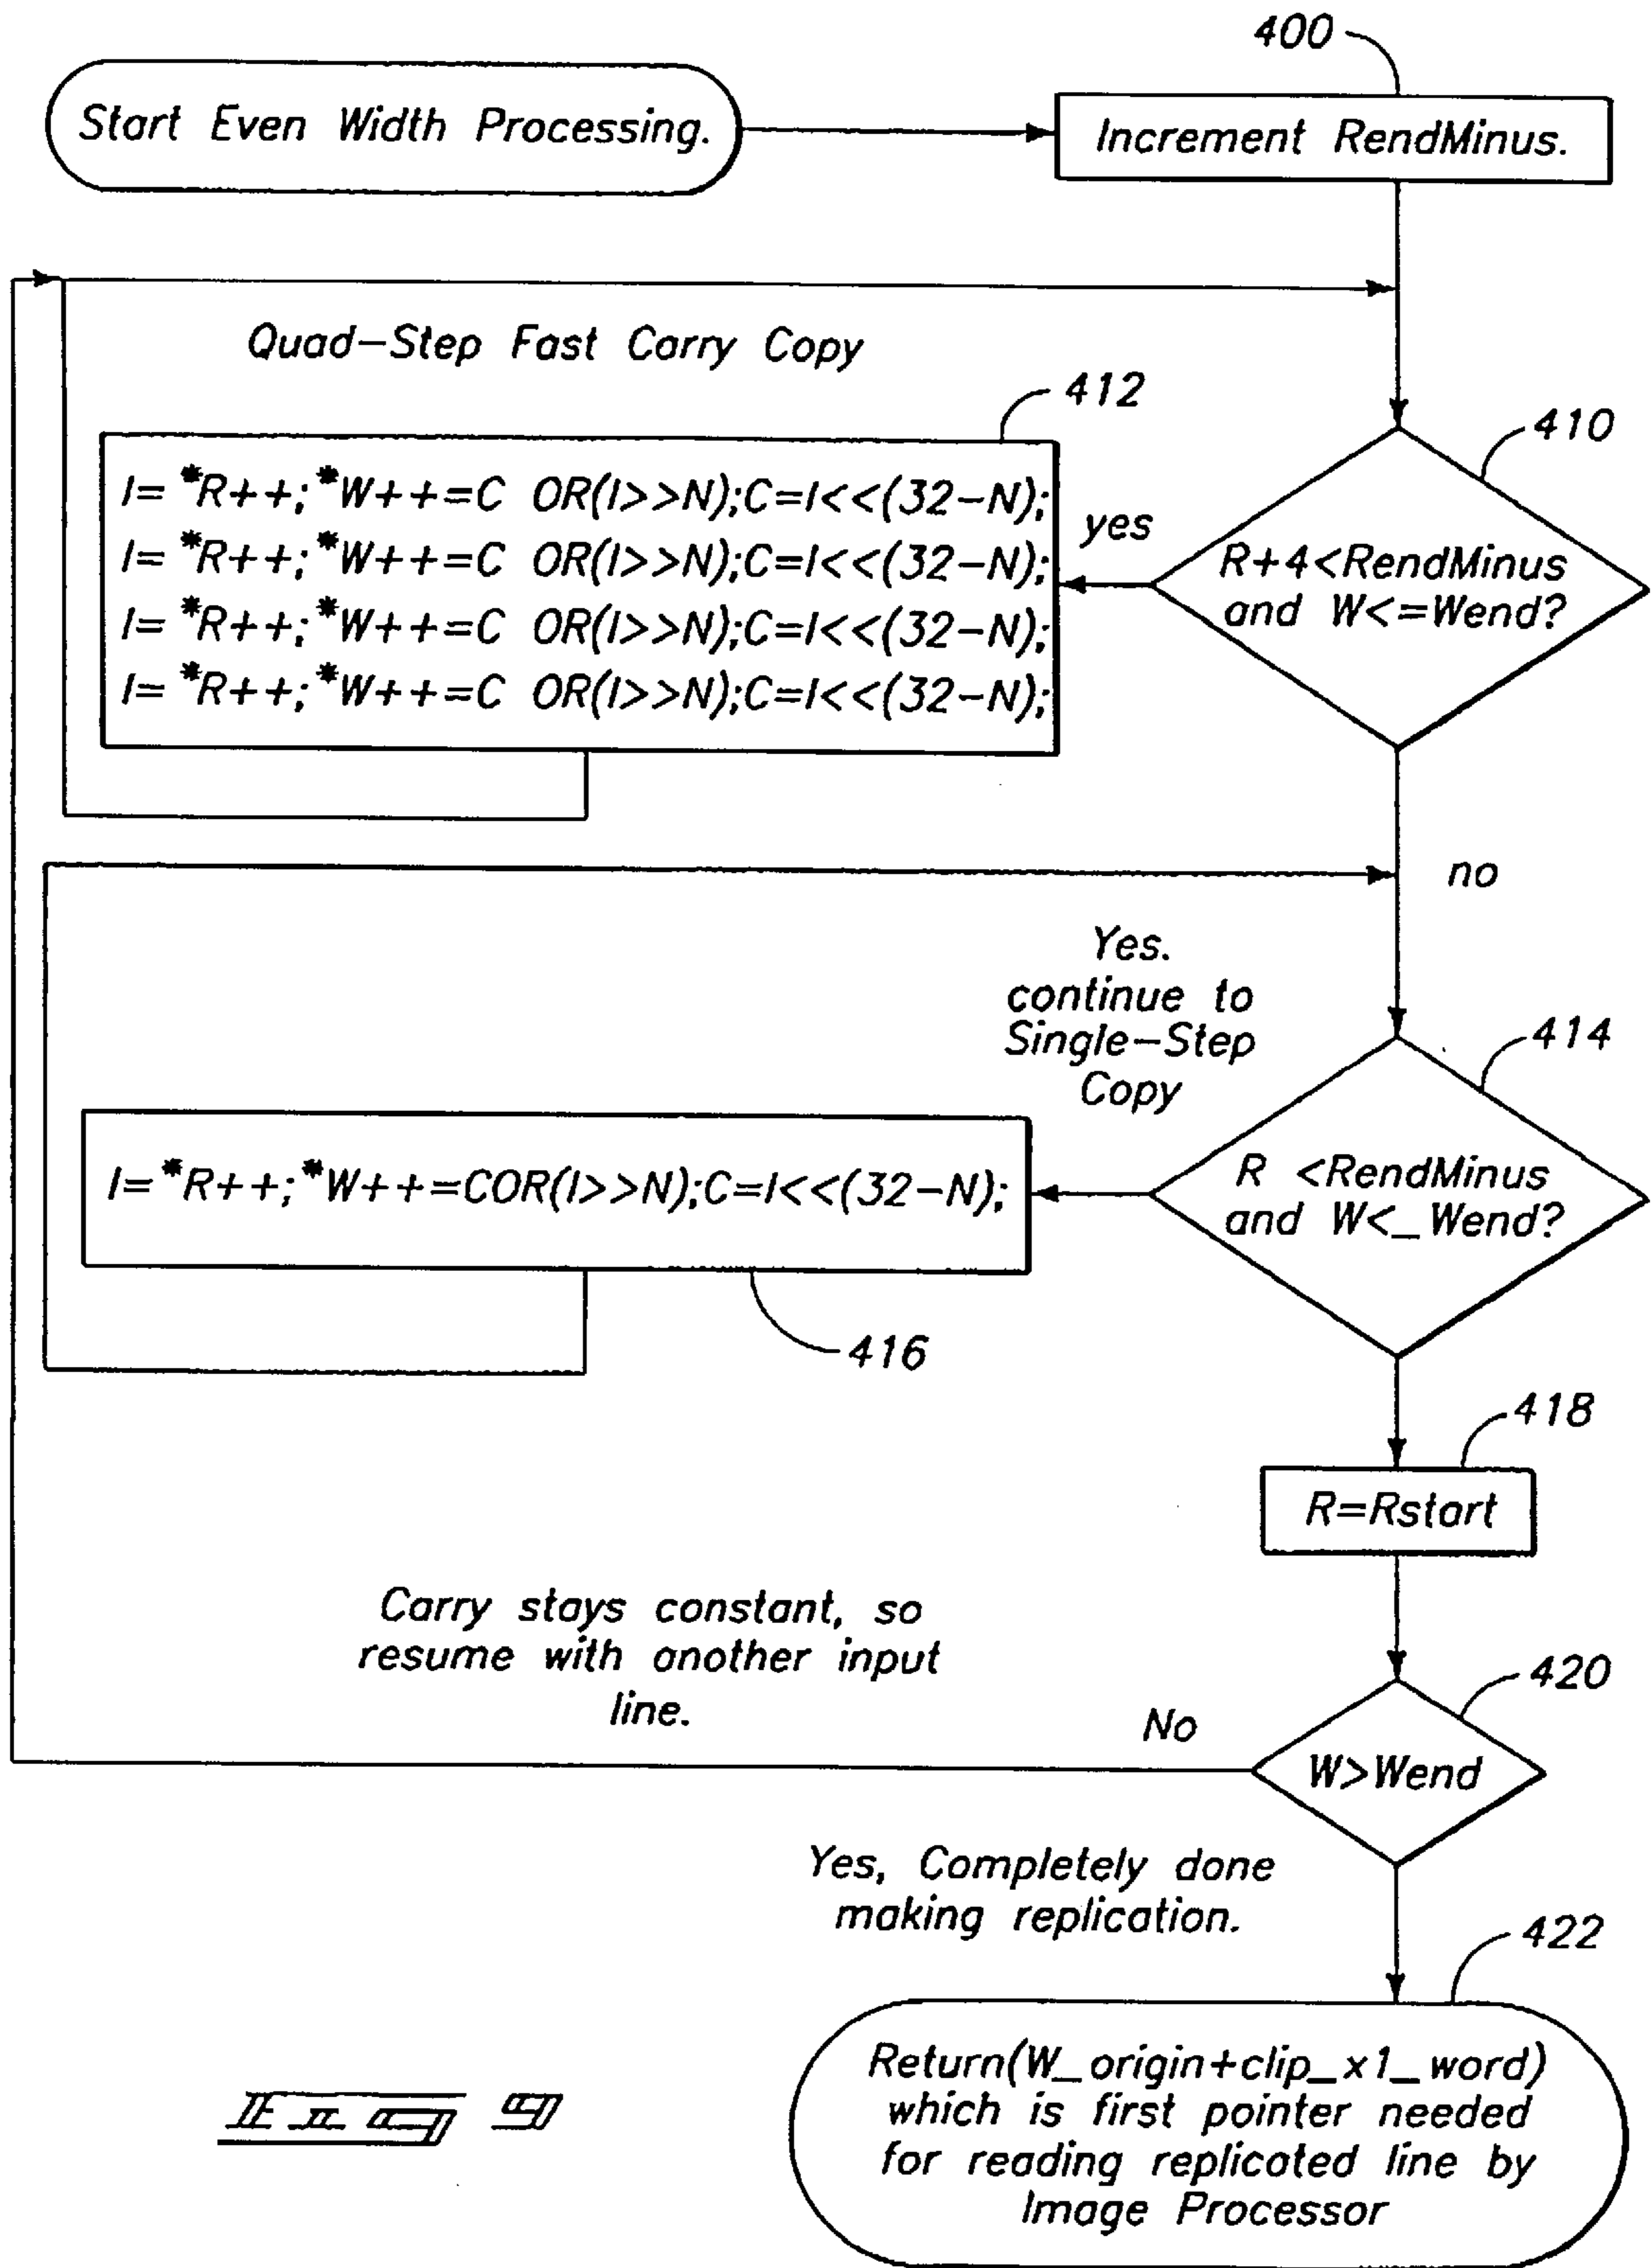 400
Start Even Width Processing.
Increment RendMinus.
Quad-Step Fast Carry Copy
412
410
I= *R++;*W++=C OR(I>>N);C=I<<(32-N);
I= *R++;*W++=C OR(I>>N);C=I<<(32-N);
I= *R++;*W++=C OR(I>>N);C=I<<(32-N);
I= *R++;*W++=C OR(I>>N);C=I<<(32-N);
yes
R+4<RendMinus
and W<=Wend?
no
Yes.
continue to
Single-Step
Copy
414
I=*R++;*W++=COR(I>>N);C=I<<(32-N);
R <RendMinus
and W<_Wend?
416
418
R=Rstart
Carry stays constant, so
resume with another input
line.
420
No
W>Wend
Yes, Completely done
making replication.
422
Return(W_origin+clip_x1_word)
which is first pointer needed
for reading replicated line by
Image Processor
Fig 9